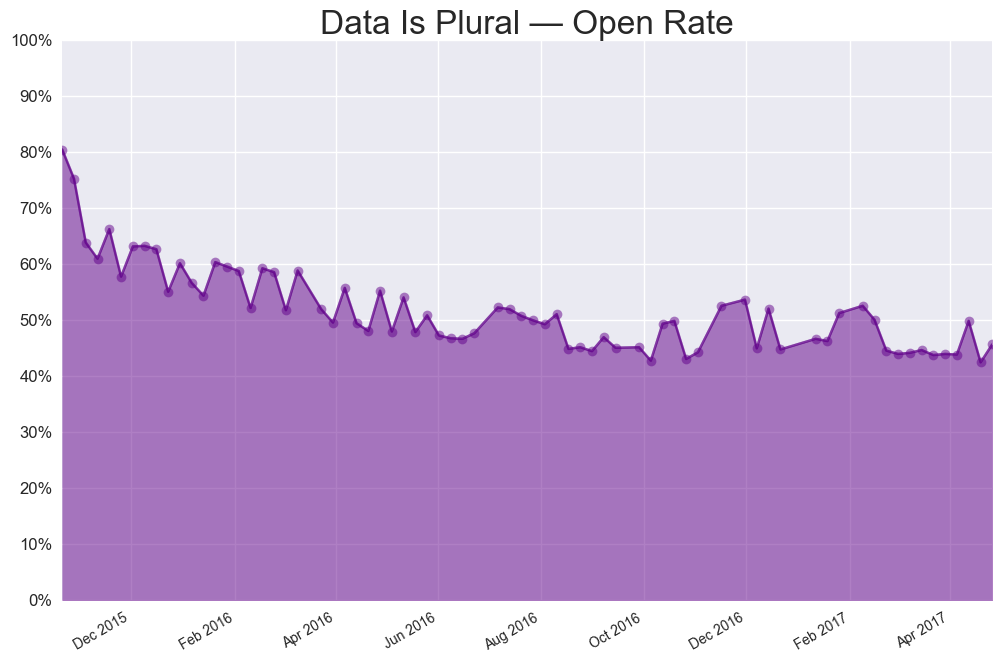 Data Is Plural — Open Rate
100%
90%
80%
70%
60%
50%
40%
30%
20%
10%
0%
Dec 2015
Feb 2016
Apr 2016
Jun 2016
Aug 2016
Oct 2016
Dec 2016
Feb 2017
Apr 2017